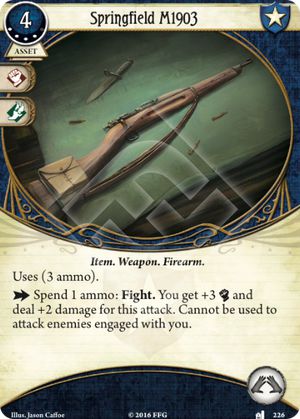 Springfield M1903
4
ASSET
Item. Weapon. Firearm.
Uses (3 ammo).
Spend 1 ammo: Fight. You get +3 and
deal +2 damage for this attack. Cannot be used to
attack enemies engaged with you.
Illus. Jason Caffoe
© 2016 FFG
226